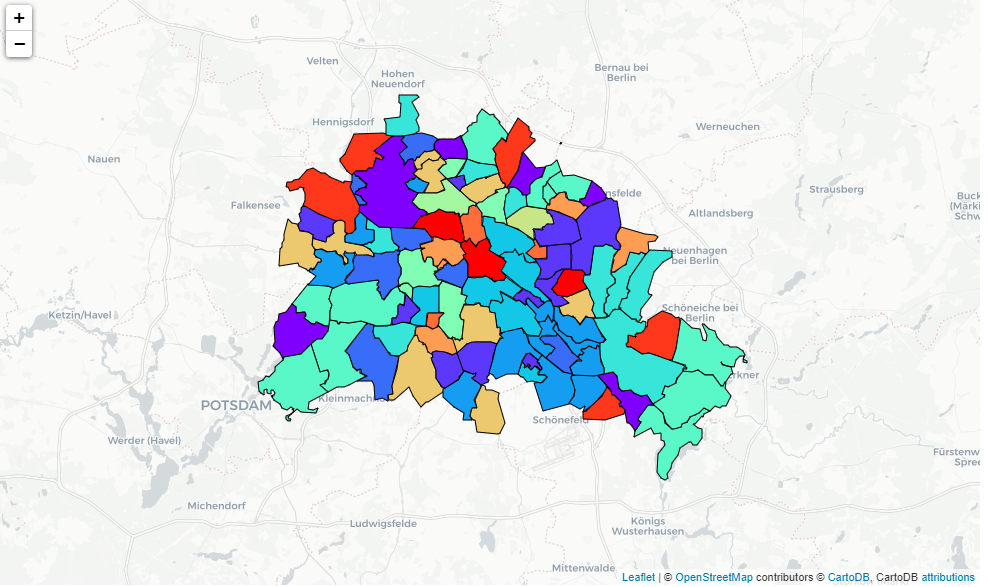 +
−
Velten
Hohen
Neuendorf
Bernau bei
Berlin
Hennigsdorf
Werneuchen
Nauen
Strausberg
Falkensee
nsfelde
Altlandsberg
Buck
(Märki
Schw
Neuenhagen
bei Berlin
Ketzin/Havel
Schöneiche bei
Berlin
rkner
POTSDAM
Kleinmach
Schönefeld
Werder (Havel)
Fürstenw
Spree
Michendorf
Ludwigsfelde
Königs
Wusterhausen
Mittenwalde
Leaflet | © OpenStreetMap contributors © CartoDB, CartoDB attributions